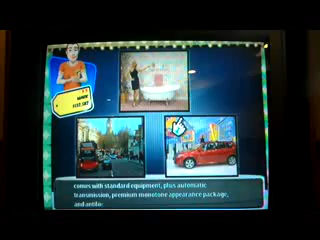 comes with standard equipment, plus automatic
transmission, premium monotone appearance package,
and antilo: